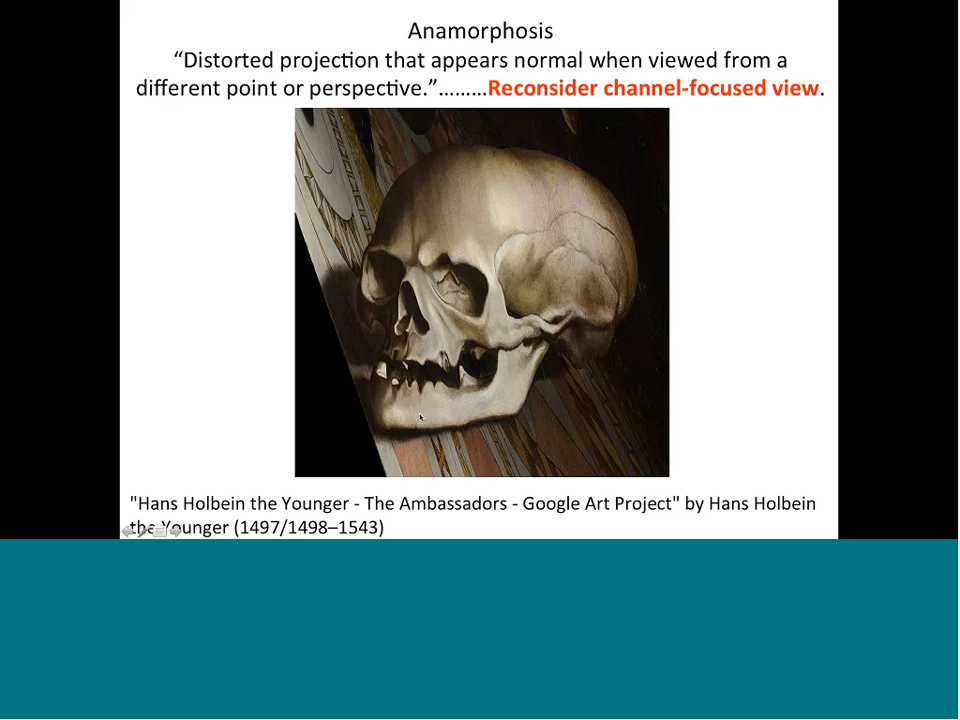 Anamorphosis
“Distorted projection that appears normal when viewed from a
different point or perspective.”………Reconsider channel-focused view.
"Hans Holbein the Younger - The Ambassadors - Google Art Project" by Hans Holbein
the Younger (1497/1498–1543)